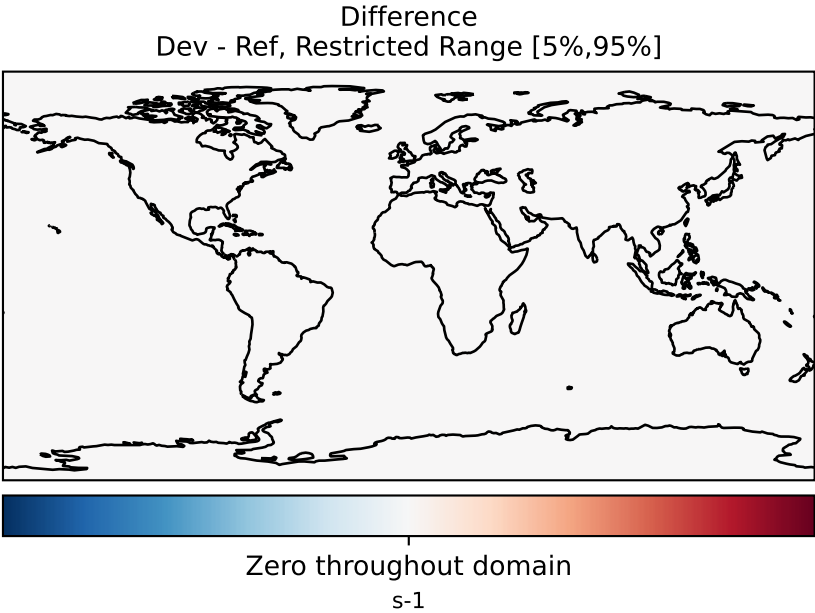 Difference
Dev - Ref, Restricted Range [5%,95%]
Zero throughout domain
s-1